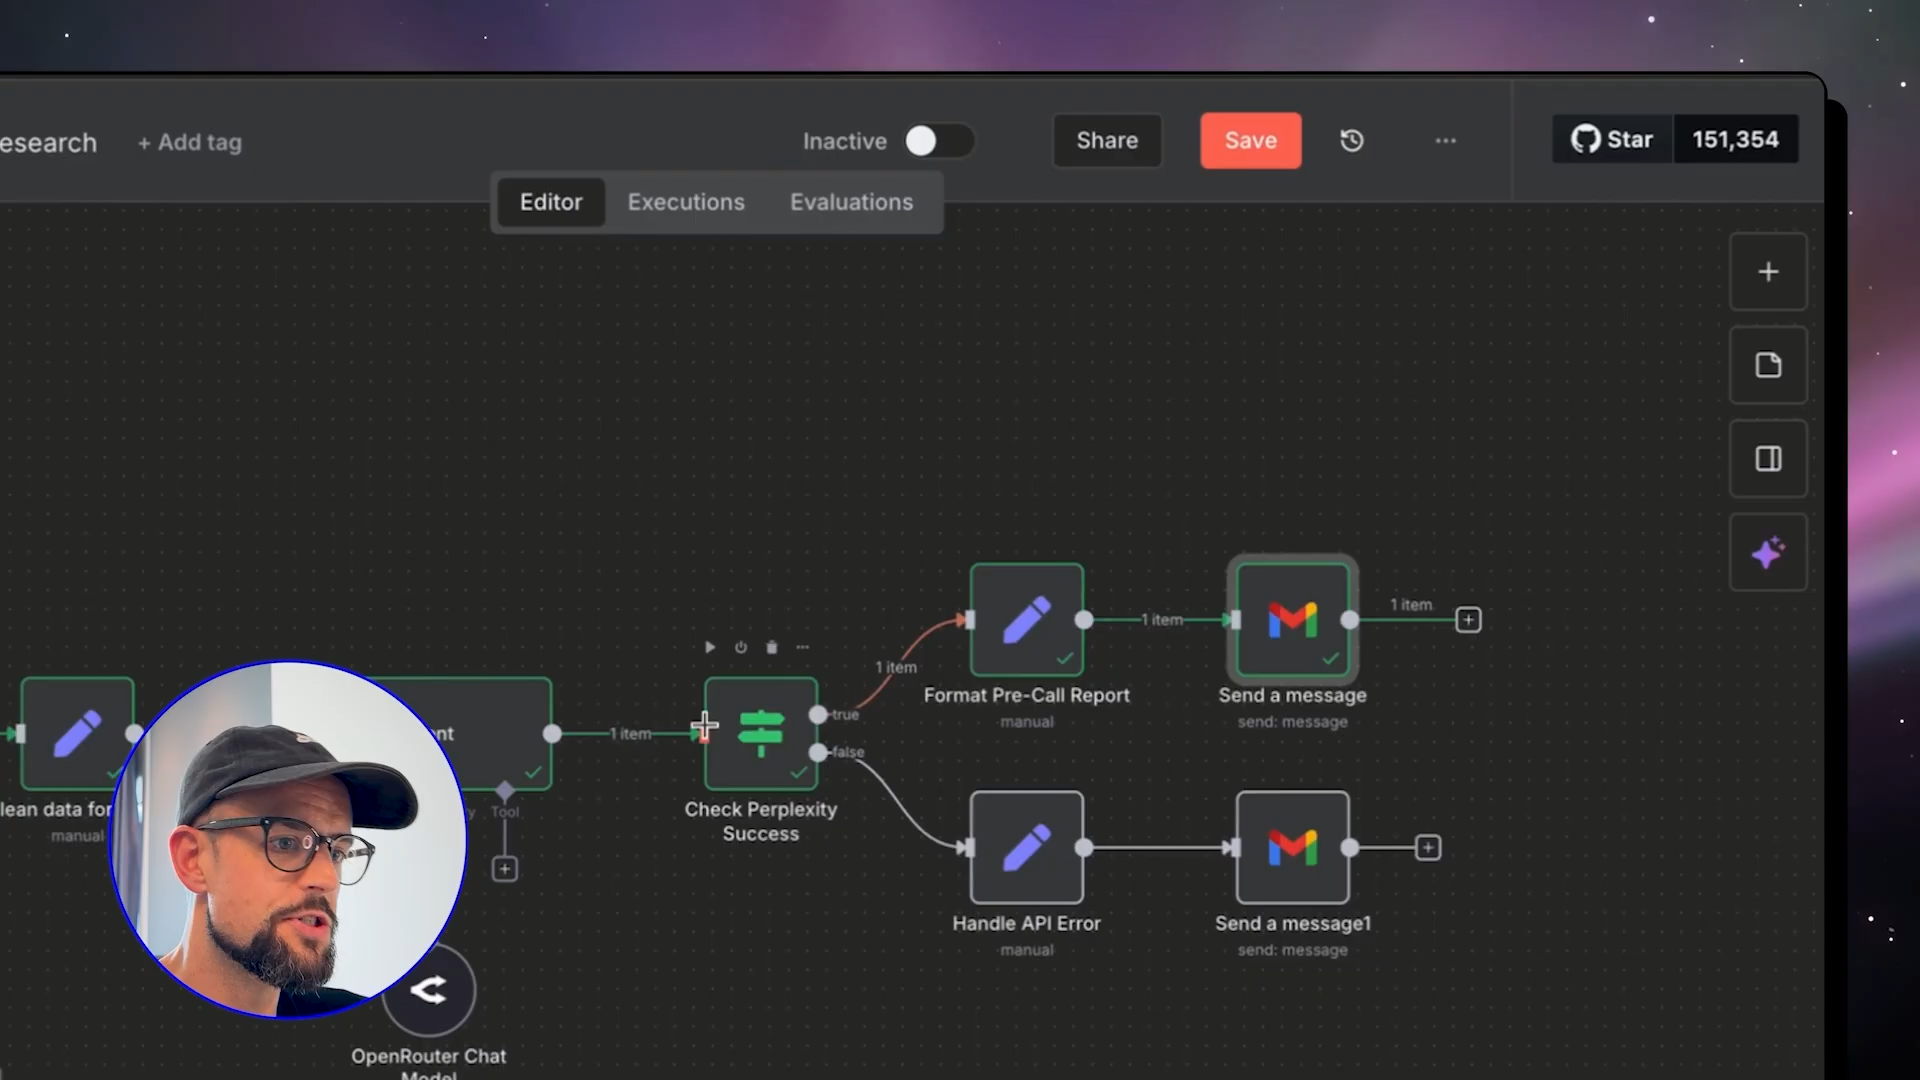 esearch
+ Add tag
Inactive
Share
Save
Star
151,354
Editor
Executions
Evaluations
1 item
1 item
1 item
true
Format Pre-Call Report
manual
Send a message
send: message
1 item
false
nt
lean data for
manual
y
Tool
Check Perplexity
Success
Handle API Error
manual
Send a message1
send: message
OpenRouter Chat
Model